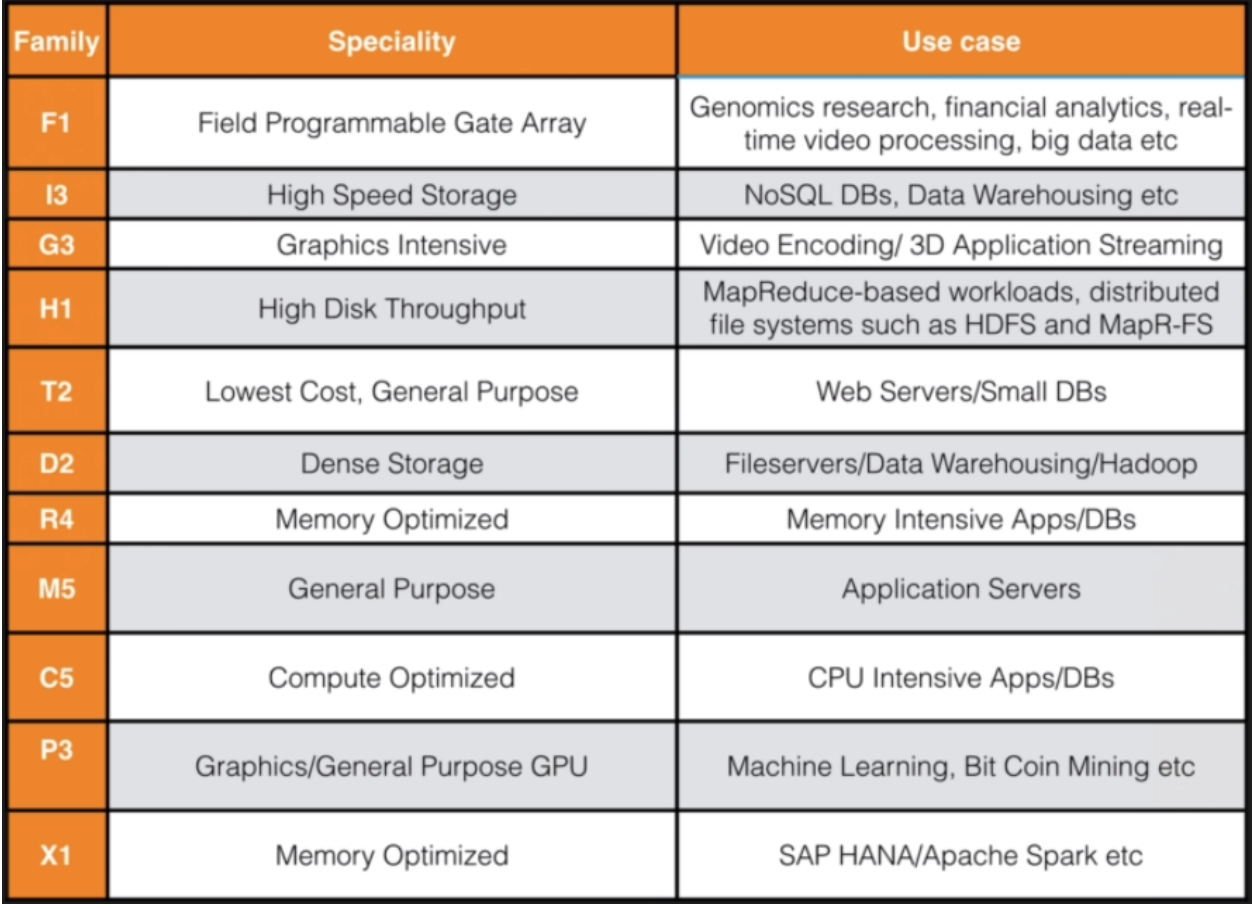 Family Speciality Use case
F1 Field Programmable Gate Array Genomics research, financial analytics, real-
time video processing, big data etc
I3 High Speed Storage NoSQL DBs, Data Warehousing etc
G3 Graphics Intensive Video Encoding/ 3D Application Streaming
H1 High Disk Throughput MapReduce-based workloads, distributed
file systems such as HDFS and MapR-FS
T2 Lowest Cost, General Purpose Web Servers/Small DBs
D2 Dense Storage Fileservers/Data Warehousing/Hadoop
R4 Memory Optimized Memory Intensive Apps/DBs
M5 General Purpose Application Servers
C5 Compute Optimized CPU Intensive Apps/DBs
P3 Graphics/General Purpose GPU Machine Learning, Bit Coin Mining etc
X1 Memory Optimized SAP HANA/Apache Spark etc